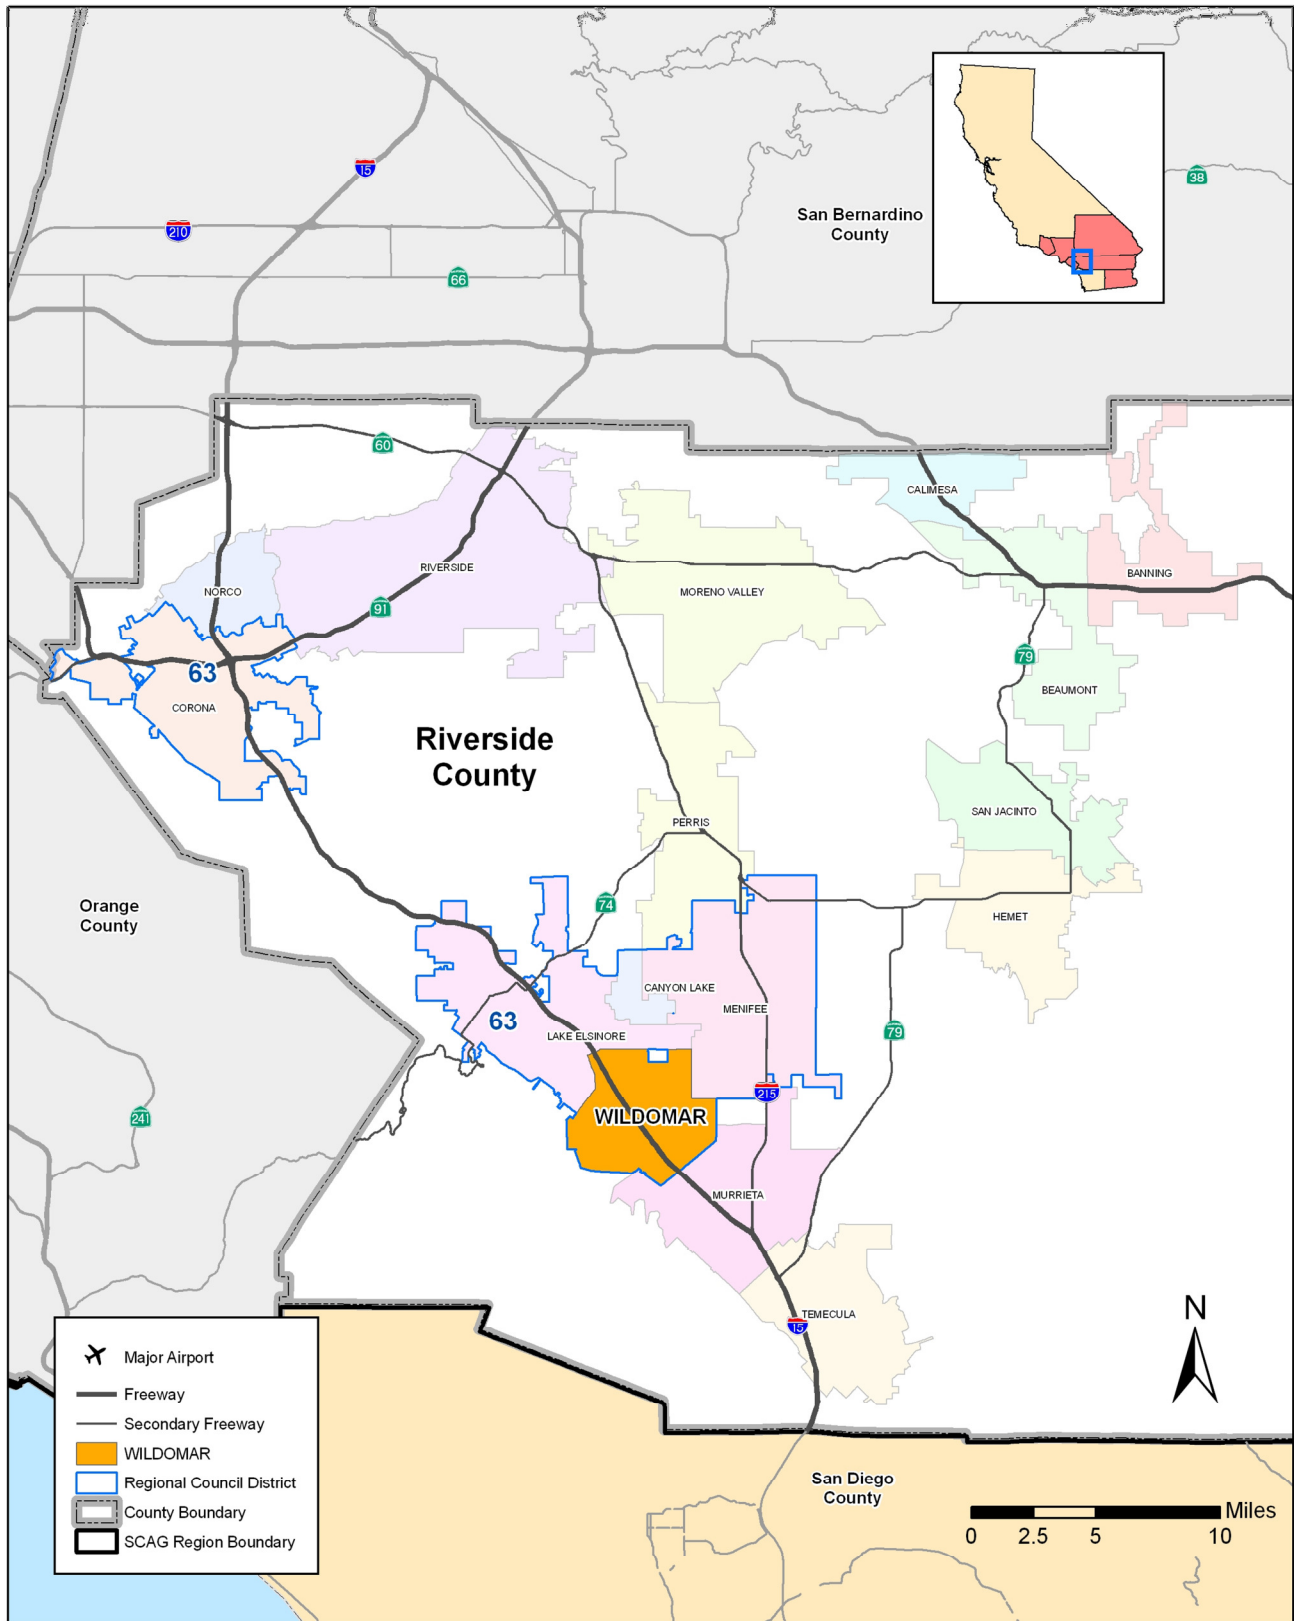 15
210
66
San Bernardino
County
38
60
CALIMESA
RIVERSIDE
BANNING
NORCO
91
MORENO VALLEY
79
63
CORONA
BEAUMONT
Riverside
County
PERRIS
SAN JACINTO
Orange
County
74
HEMET
CANYON LAKE
MENIFEE
63
LAKE ELSINORE
79
215
241
WILDOMAR
MURRIETA
TEMECULA
15
N
Major Airport
Freeway
Secondary Freeway
WILDOMAR
Regional Council District
County Boundary
SCAG Region Boundary
San Diego
County
Miles
0 2.5 5 10